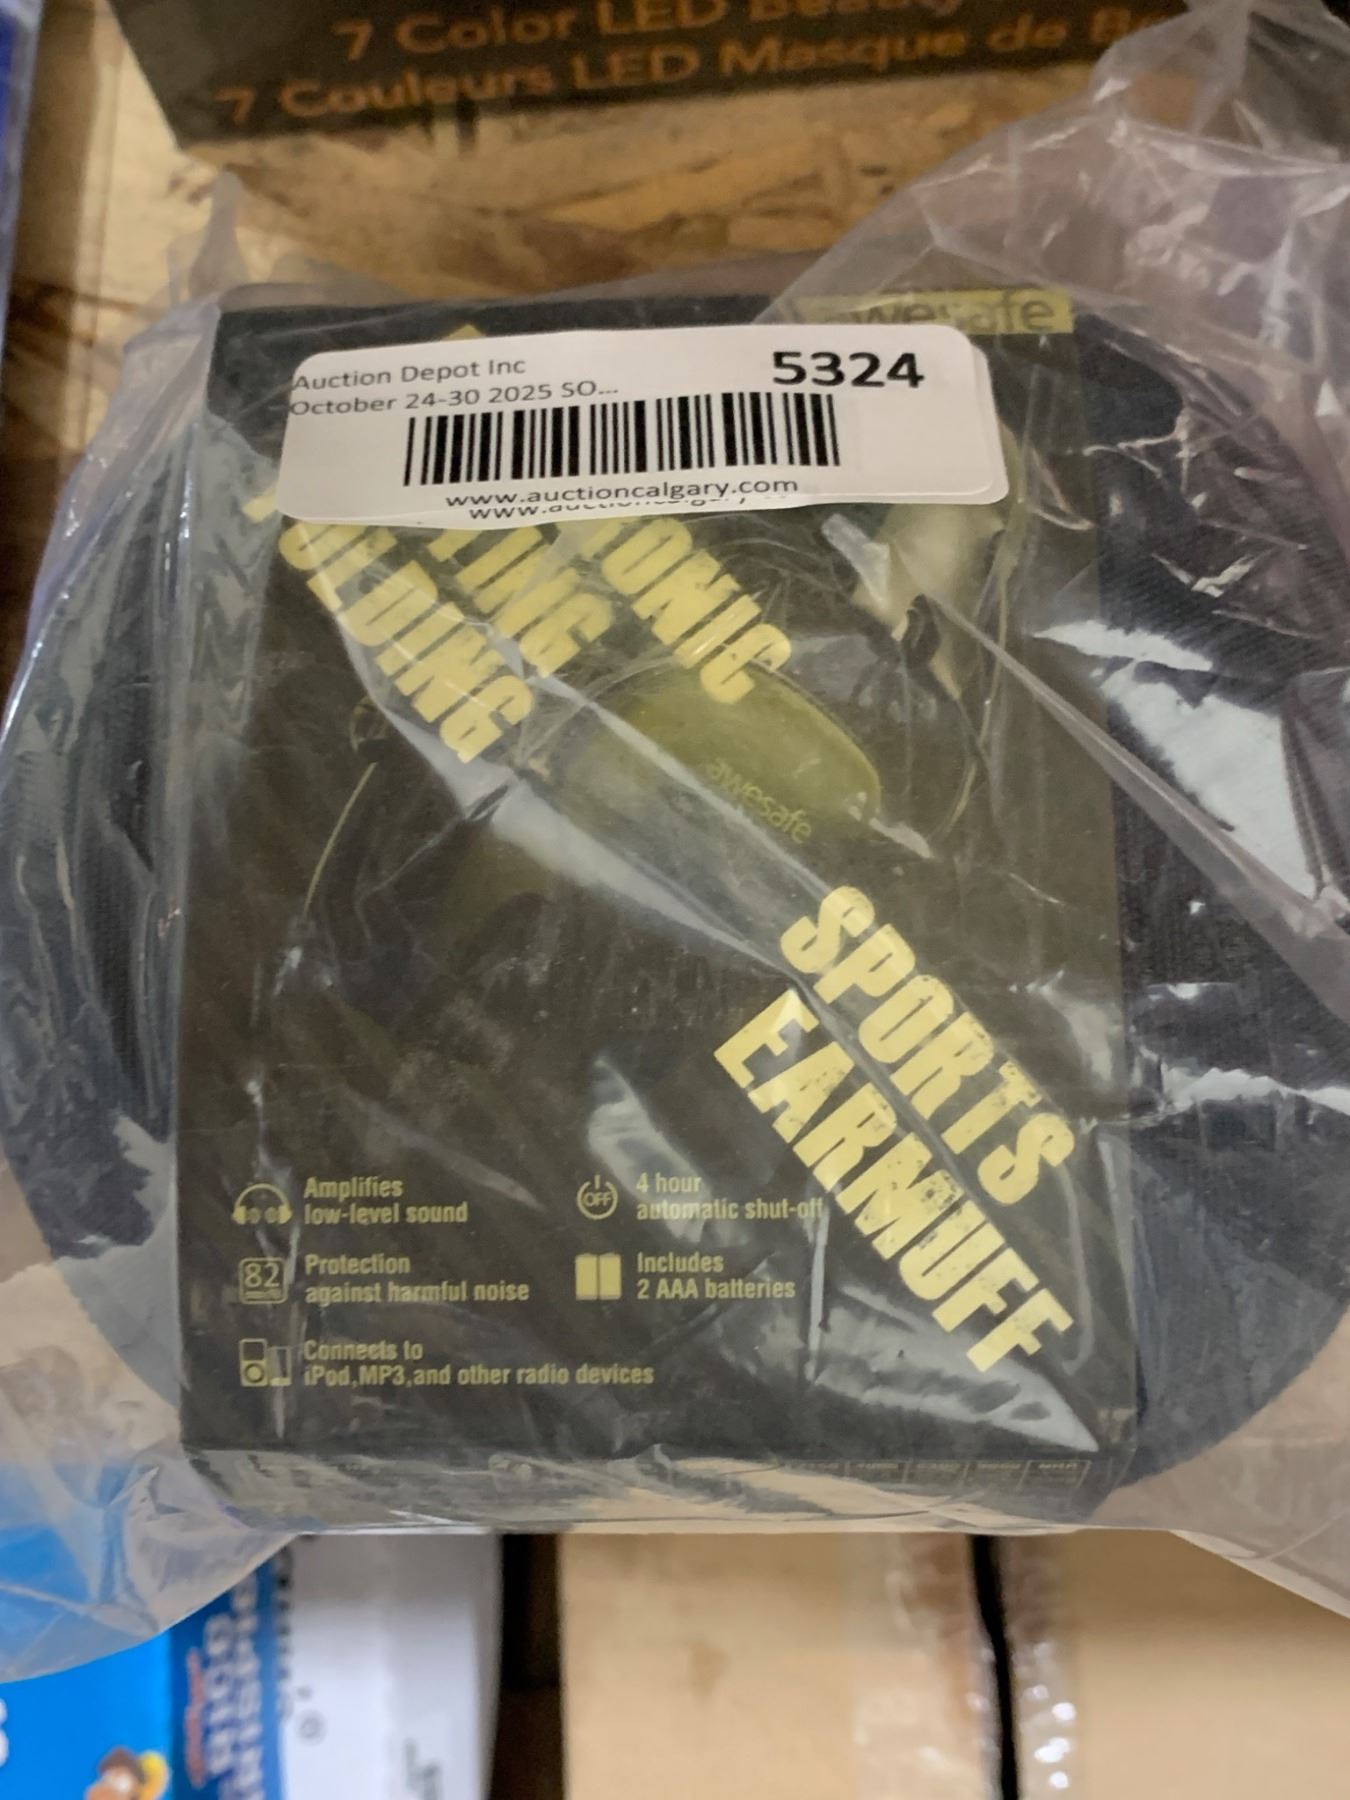 7 Color LED Beauty
7 Couleurs LED Masque de
awesafe
Auction Depot Inc
5324
October 24-30 2025 SO...
www.auctioncalgary.com
awesafe
SPORTS
EARMUFF
Amplifies
low-level sound
4 hour
automatic shut-off
82
OFF
Protection
against harmful noise
Includes
2 AAA batteries
Connects to
iPod,MP3,and other radio devices